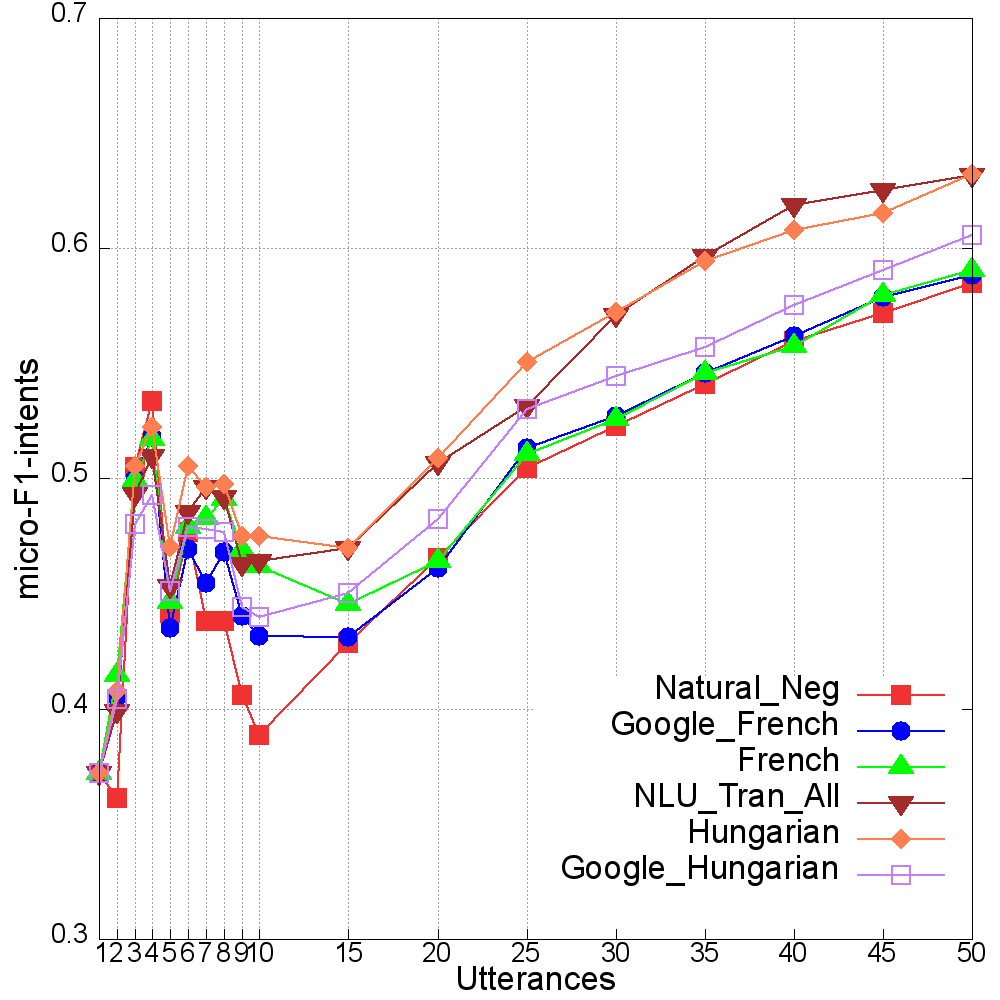 0.7
0.6
0.5
0.4
0.3
micro-F1-intents
Natural_Neg
Google_French
French
NLU_Tran_All
Hungarian
Google_Hungarian
1 2 3 4 5 6 7 8 9 10 15 20 25 30 35 40 45 50
Utterances